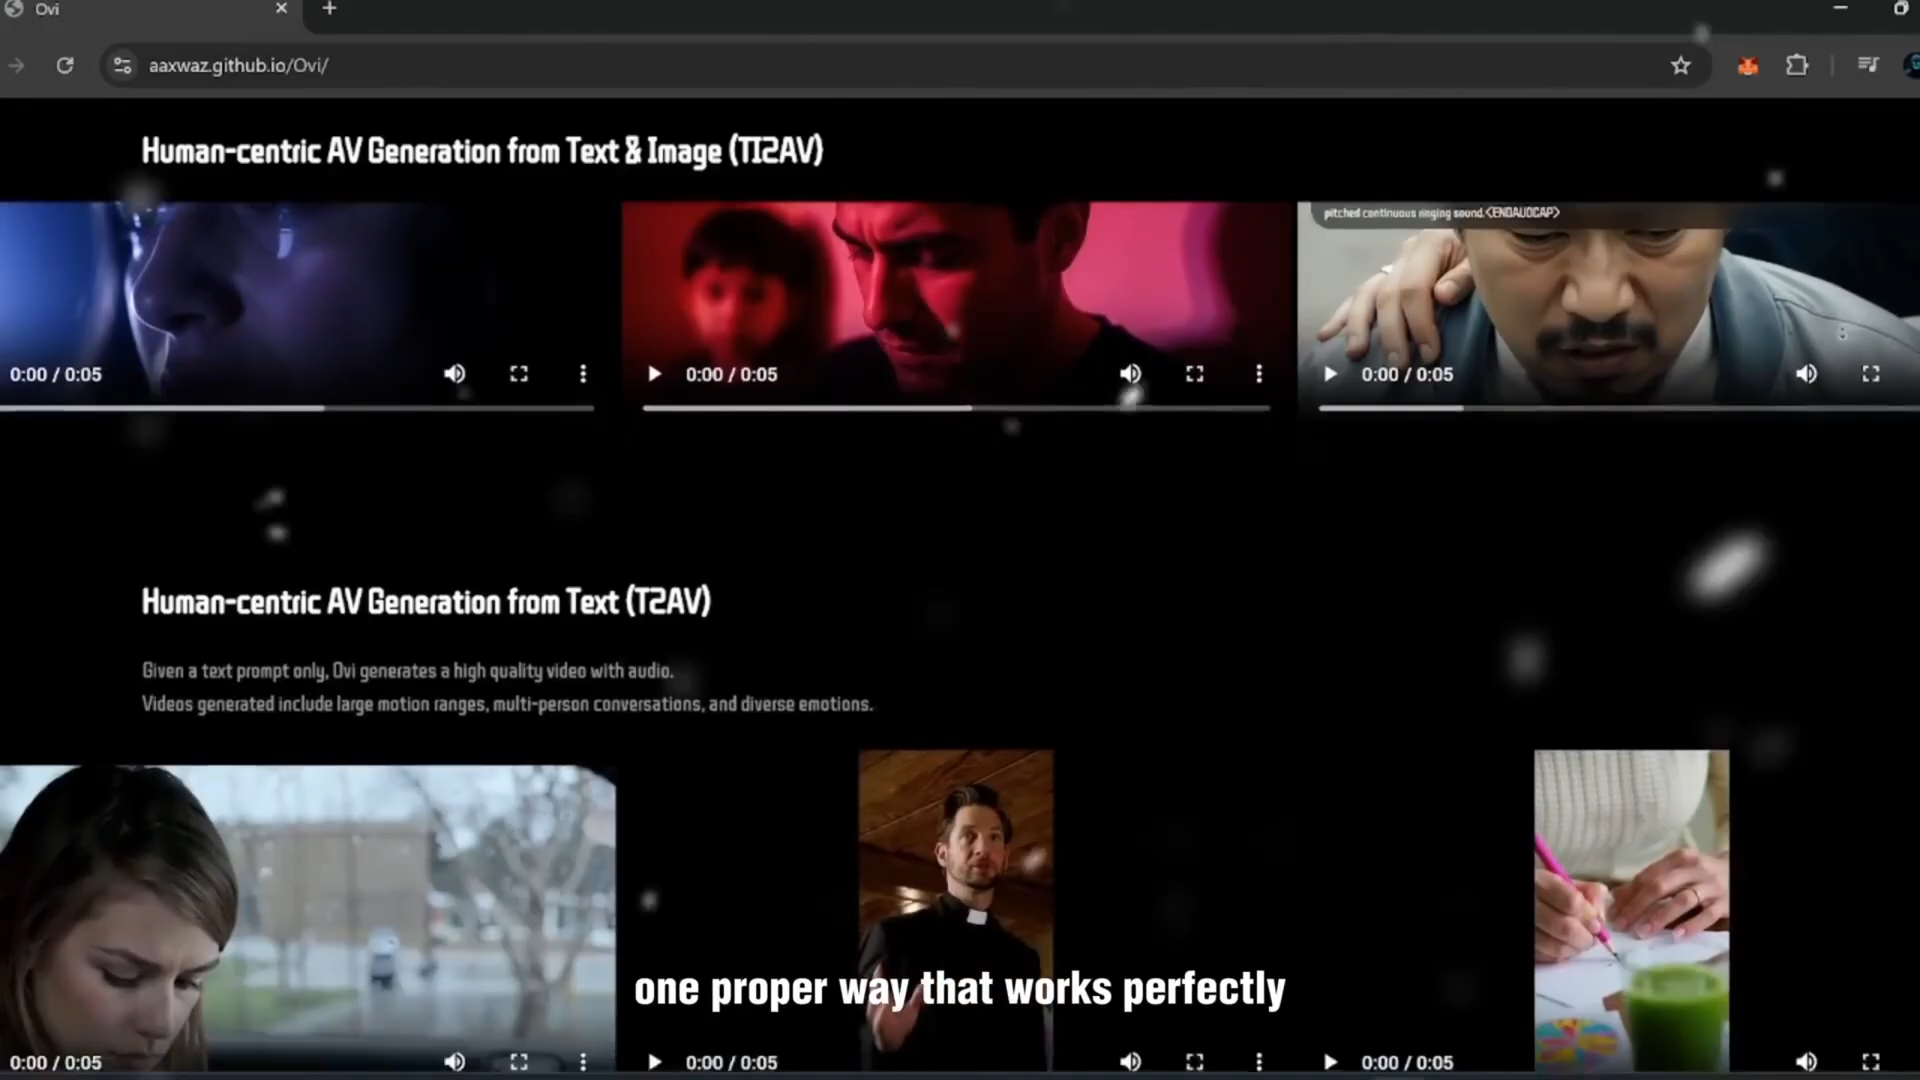 Ovi
aaxwaz.github.io/Ovi/
Human-centric AV Generation from Text & Image (TI2AV)
pitched continuous ringing sound.<ENDAUDCAP>
0:00 / 0:05
0:00 / 0:05
0:00 / 0:05
Human-centric AV Generation from Text (T2AV)
Given a text prompt only, Ovi generates a high quality video with audio.
Videos generated include large motion ranges, multi-person conversations, and diverse emotions.
one proper way that works perfectly
0:00 / 0:05
0:00 / 0:05
0:00 / 0:05